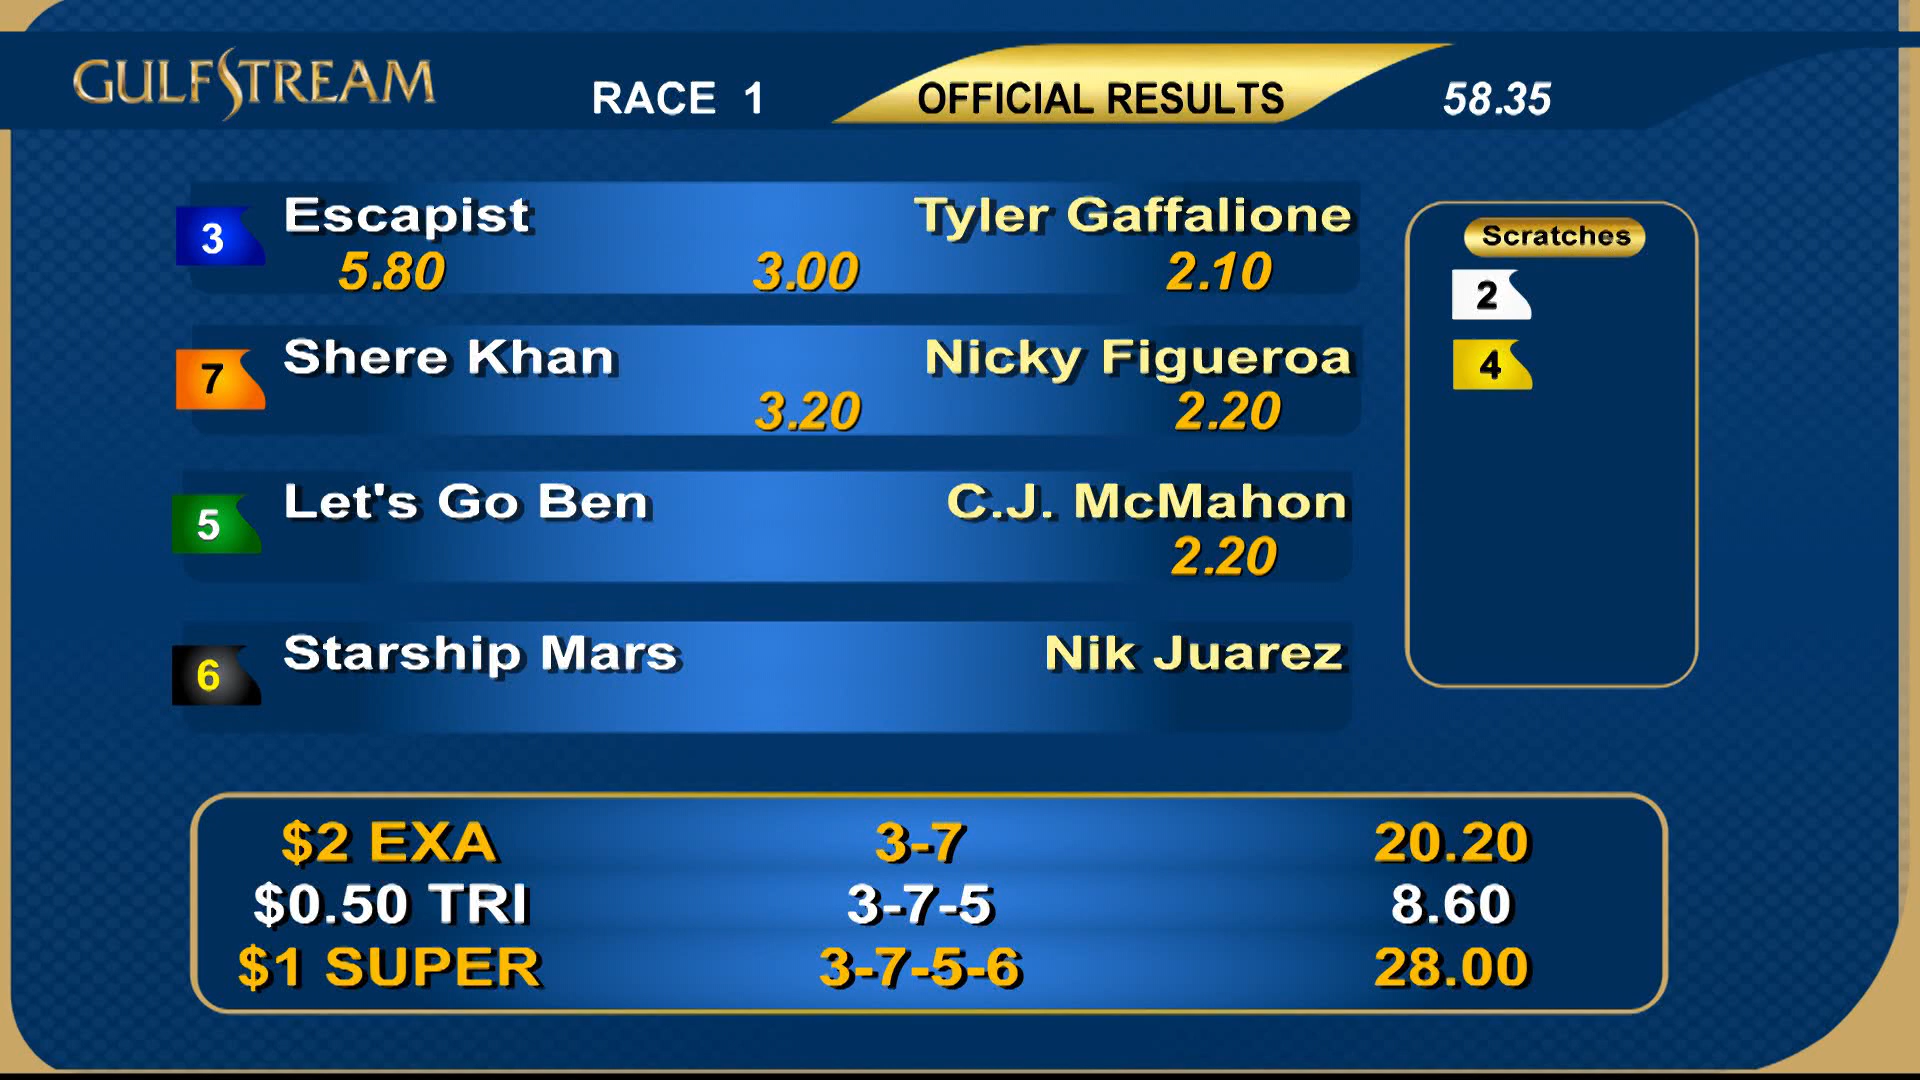 GULFSTREAM RACE 1 OFFICIAL RESULTS 58.35
3 Escapist Tyler Gaffalione
5.80 3.00 2.10
7 Shere Khan Nicky Figueroa
3.20 2.20
5 Let's Go Ben C.J. McMahon
2.20
6 Starship Mars Nik Juarez
Scratches
2
4
$2 EXA 3-7 20.20
$0.50 TRI 3-7-5 8.60
$1 SUPER 3-7-5-6 28.00